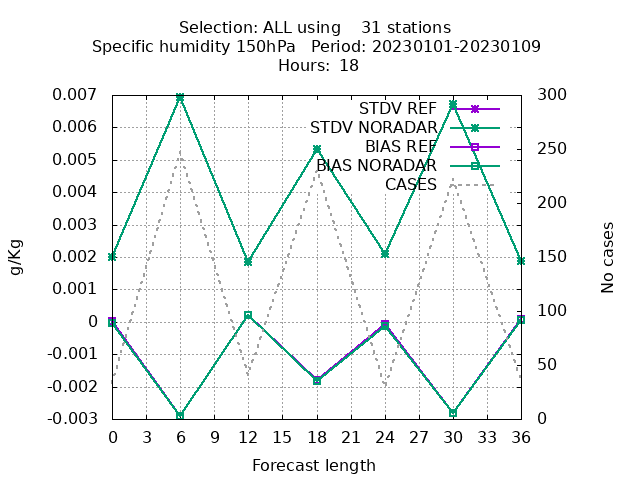 Selection: ALL using    31 stations
Specific humidity 150hPa   Period: 20230101-20230109
Hours: 18
STDV REF
STDV NORADAR
BIAS REF
BIAS NORADAR
CASES
0.007
0.006
0.005
0.004
0.003
0.002
0.001
0
-0.001
-0.002
-0.003
g/Kg
300
250
200
150
100
50
0
No cases
0 3 6 9 12 15 18 21 24 27 30 33 36
Forecast length